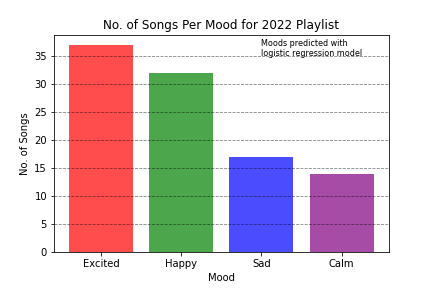 No. of Songs Per Mood for 2022 Playlist
Moods predicted with
logistic regression model
No. of Songs
35
30
25
20
15
10
5
0
Excited Happy Sad Calm
Mood